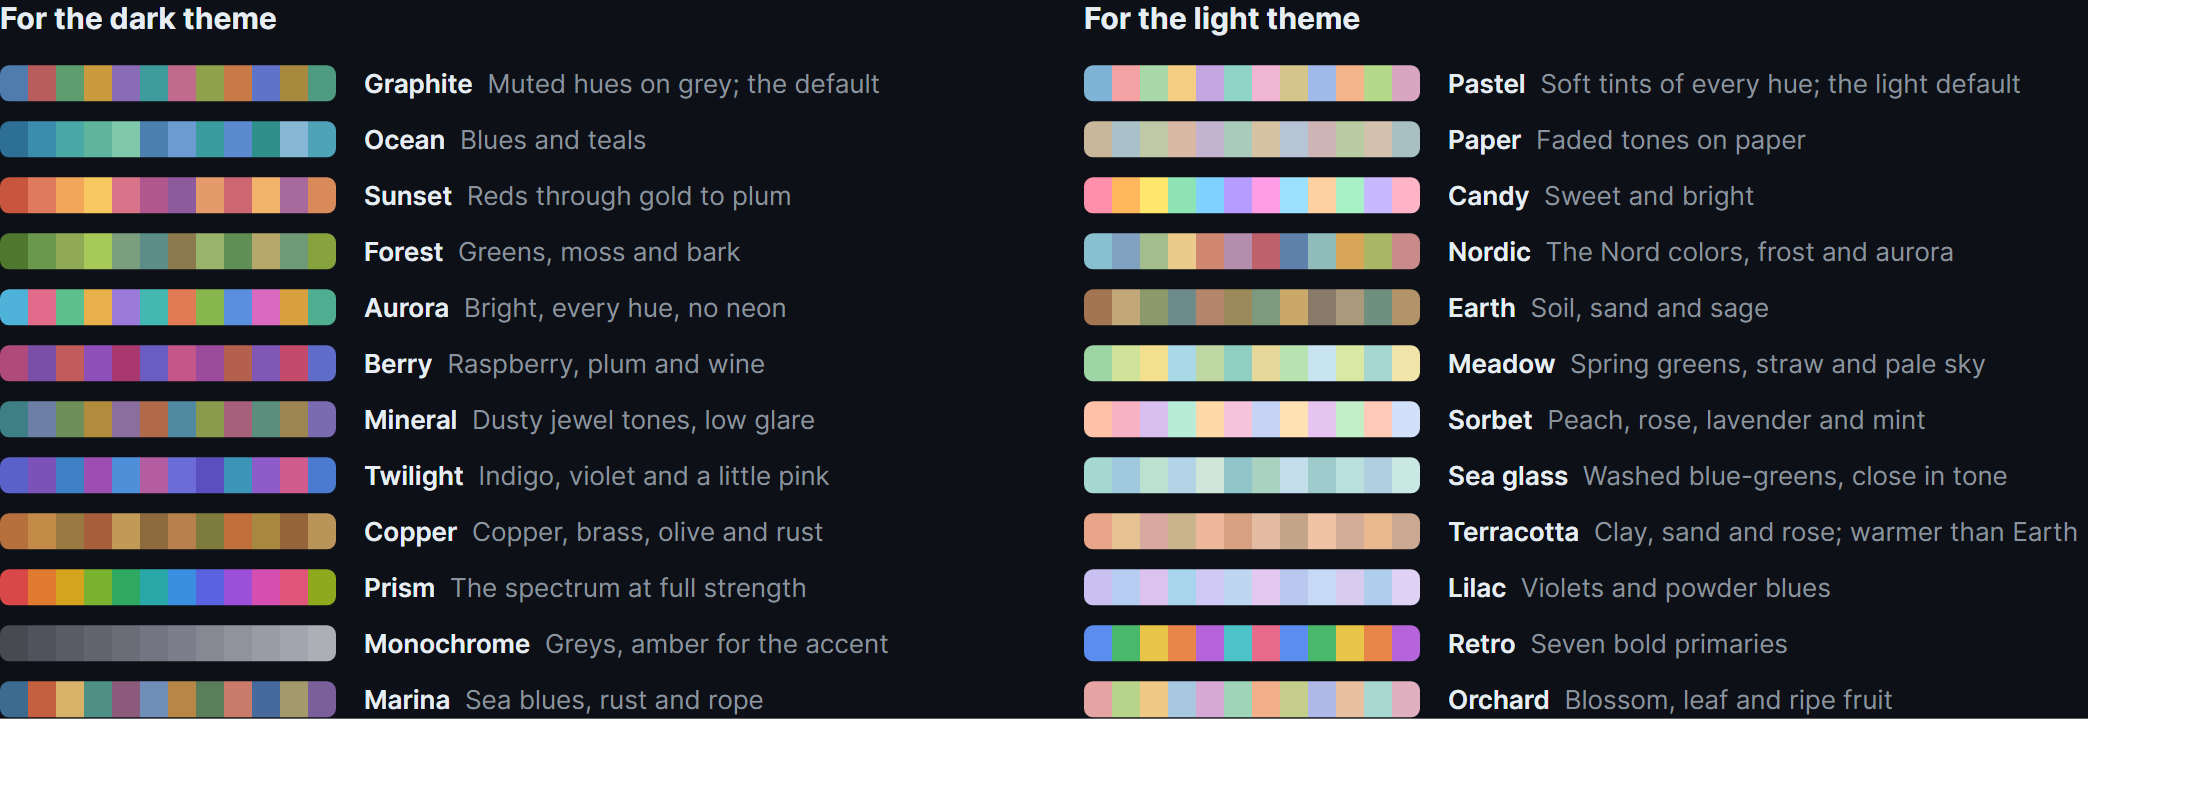 For the dark theme
Graphite Muted hues on grey; the default
Ocean Blues and teals
Sunset Reds through gold to plum
Forest Greens, moss and bark
Aurora Bright, every hue, no neon
Berry Raspberry, plum and wine
Mineral Dusty jewel tones, low glare
Twilight Indigo, violet and a little pink
Copper Copper, brass, olive and rust
Prism The spectrum at full strength
Monochrome Greys, amber for the accent
Marina Sea blues, rust and rope
For the light theme
Pastel Soft tints of every hue; the light default
Paper Faded tones on paper
Candy Sweet and bright
Nordic The Nord colors, frost and aurora
Earth Soil, sand and sage
Meadow Spring greens, straw and pale sky
Sorbet Peach, rose, lavender and mint
Sea glass Washed blue-greens, close in tone
Terracotta Clay, sand and rose; warmer than Earth
Lilac Violets and powder blues
Retro Seven bold primaries
Orchard Blossom, leaf and ripe fruit